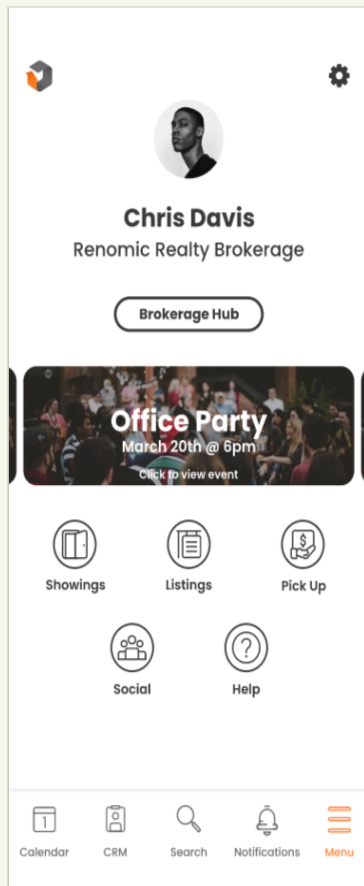 Chris Davis
Renomic Realty Brokerage
Brokerage Hub
Office Party
March 20th @ 6pm
Click to view event
Showings
Listings
$
Pick Up
Social
?
Help
1
Calendar
CRM
Search
Notifications
Menu